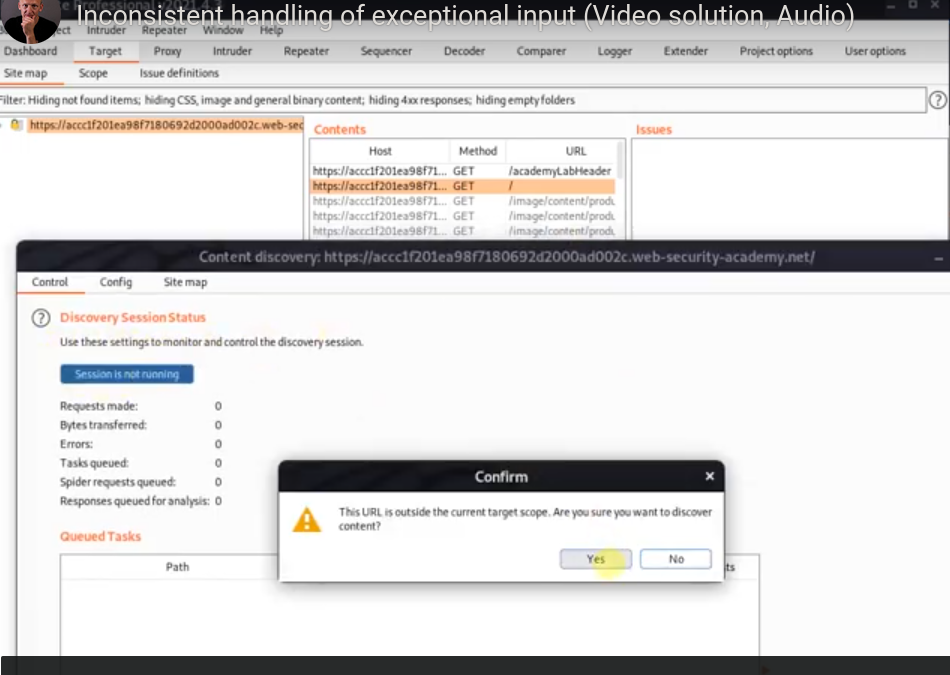 Inconsistent handling of exceptional input (Video solution, Audio)
Intruder Repeater Window Help
Dashboard Target Proxy Intruder Repeater Sequencer Decoder Comparer Logger Extender Project options User options
Site map Scope Issue definitions
Filter: Hiding not found items; hiding CSS, image and general binary content; hiding 4xx responses; hiding empty folders ?
https://accc1f201ea98f7180692d2000ad002c.web-sec
Contents
Issues
Host Method URL
https://accc1f201ea98f71... GET /academyLabHeader
https://accc1f201ea98f71... GET /
https://accc1f201ea98f71... GET /image/content/produ
https://accc1f201ea98f71... GET /image/content/produ
https://accc1f201ea98f71... GET /image/content/produ
Content discovery: https://accc1f201ea98f7180692d2000ad002c.web-security-academy.net/
Control Config Site map
? Discovery Session Status
Use these settings to monitor and control the discovery session.
Session is not running
Requests made: 0
Bytes transferred: 0
Errors: 0
Tasks queued: 0
Spider requests queued: 0
Responses queued for analysis: 0
Confirm
This URL is outside the current target scope. Are you sure you want to discover
content?
Yes No
Queued Tasks
Path ts